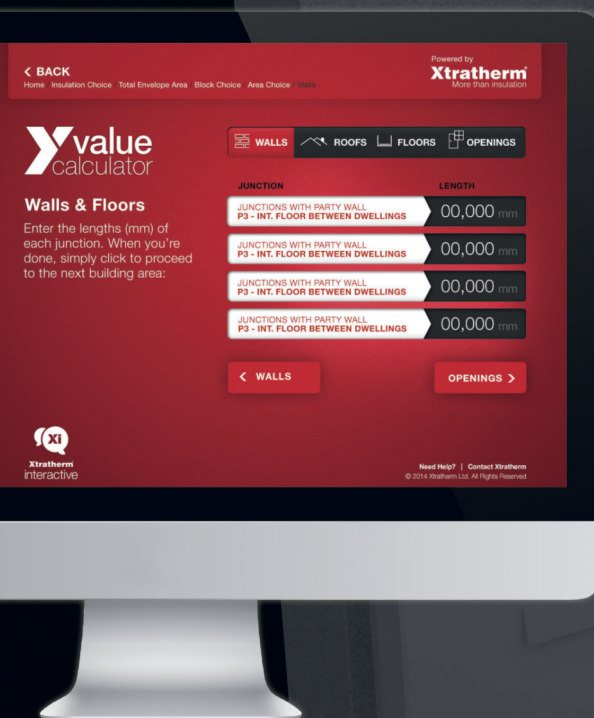 < BACK
Home Insulation Choice Total Envelope Area Block Choice Area Choice Walls
Powered by
Xtratherm
More than insulation
Yvalue
calculator
WALLS ROOFS FLOORS OPENINGS
Walls & Floors
Enter the lengths (mm) of
each junction. When you're
done, simply click to proceed
to the next building area:
JUNCTION LENGTH
JUNCTIONS WITH PARTY WALL
P3 - INT. FLOOR BETWEEN DWELLINGS
00,000 mm
JUNCTIONS WITH PARTY WALL
P3 - INT. FLOOR BETWEEN DWELLINGS
00,000 mm
JUNCTIONS WITH PARTY WALL
P3 - INT. FLOOR BETWEEN DWELLINGS
00,000 mm
JUNCTIONS WITH PARTY WALL
P3 - INT. FLOOR BETWEEN DWELLINGS
00,000 mm
< WALLS
OPENINGS >
Xi
Xtratherm
interactive
Need Help? | Contact Xtratherm
© 2014 Xtratherm Ltd. All Rights Reserved